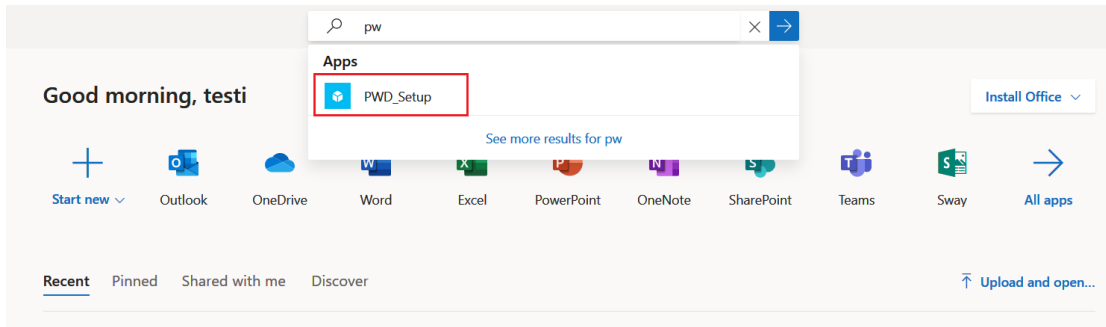 pw
Apps
PWD_Setup
See more results for pw
Good morning, testi
Install Office
Start new
Outlook
OneDrive
Word
Excel
PowerPoint
OneNote
SharePoint
Teams
Sway
All apps
Recent Pinned Shared with me Discover
Upload and open...